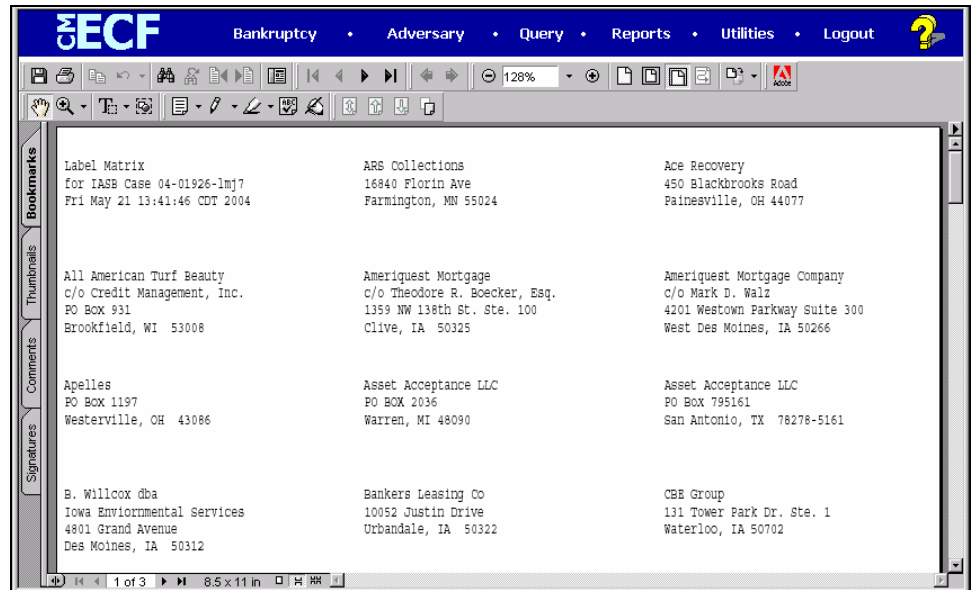 CM ECF Bankruptcy • Adversary • Query • Reports • Utilities • Logout ?
128% Adobe
Bookmarks
Thumbnails
Comments
Signatures
Label Matrix
for IASB Case 04-01926-lmj7
Fri May 21 13:41:46 CDT 2004
ARS Collections
16840 Florin Ave
Farmington, MN 55024
Ace Recovery
450 Blackbrooks Road
Painesville, OH 44077
All American Turf Beauty
c/o Credit Management, Inc.
PO Box 931
Brookfield, WI 53008
Ameriquest Mortgage
c/o Theodore R. Boecker, Esq.
1359 NW 138th St. Ste. 100
Clive, IA 50325
Ameriquest Mortgage Company
c/o Mark D. Walz
4201 Westown Parkway Suite 300
West Des Moines, IA 50266
Apelles
PO Box 1197
Westerville, OH 43086
Asset Acceptance LLC
PO BOX 2036
Warren, MI 48090
Asset Acceptance LLC
PO Box 795161
San Antonio, TX 78278-5161
B. Willcox dba
Iowa Enviornmental Services
4801 Grand Avenue
Des Moines, IA 50312
Bankers Leasing Co
10052 Justin Drive
Urbandale, IA 50322
CBE Group
131 Tower Park Dr. Ste. 1
Waterloo, IA 50702
1 of 3 8.5 x 11 in